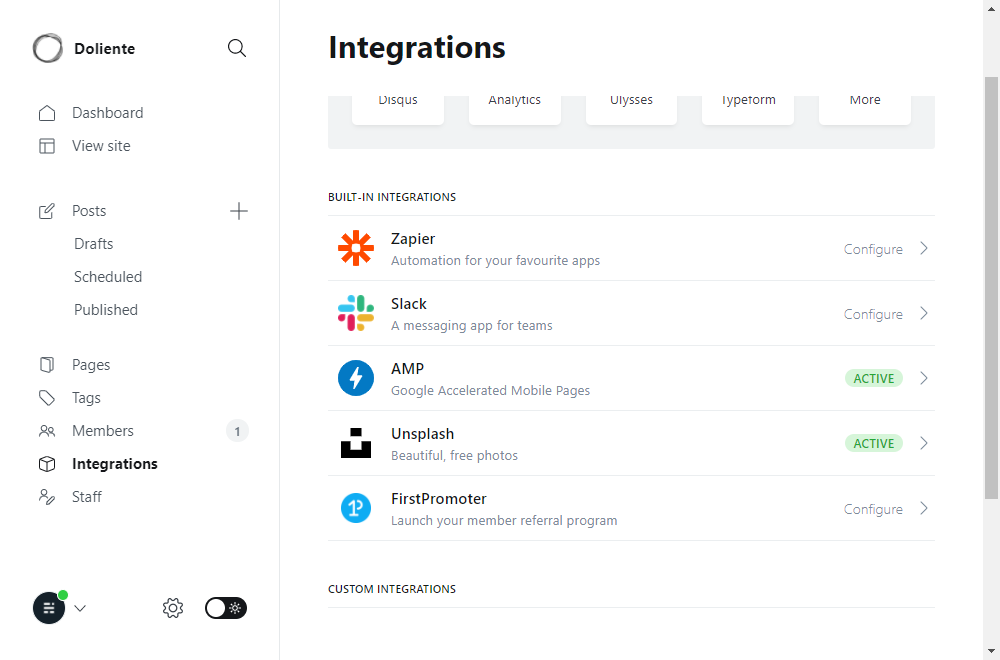 Doliente
Dashboard
View site
Posts
Drafts
Scheduled
Published
Pages
Tags
Members
1
Integrations
Staff
Integrations
Disqus
Analytics
Ulysses
Typeform
More
BUILT-IN INTEGRATIONS
Zapier
Automation for your favourite apps
Configure
Slack
A messaging app for teams
Configure
AMP
Google Accelerated Mobile Pages
ACTIVE
Unsplash
Beautiful, free photos
ACTIVE
FirstPromoter
Launch your member referral program
Configure
CUSTOM INTEGRATIONS